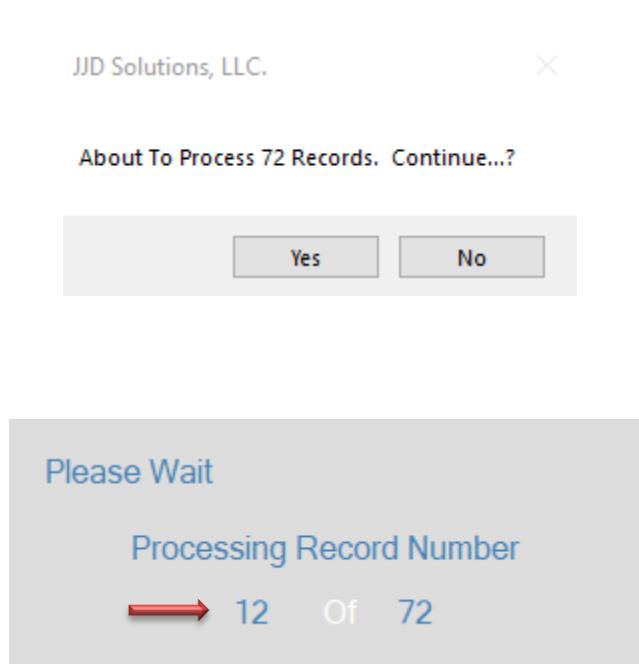 JJD Solutions, LLC.
About To Process 72 Records. Continue...?
Yes No
Please Wait
Processing Record Number
12 Of 72